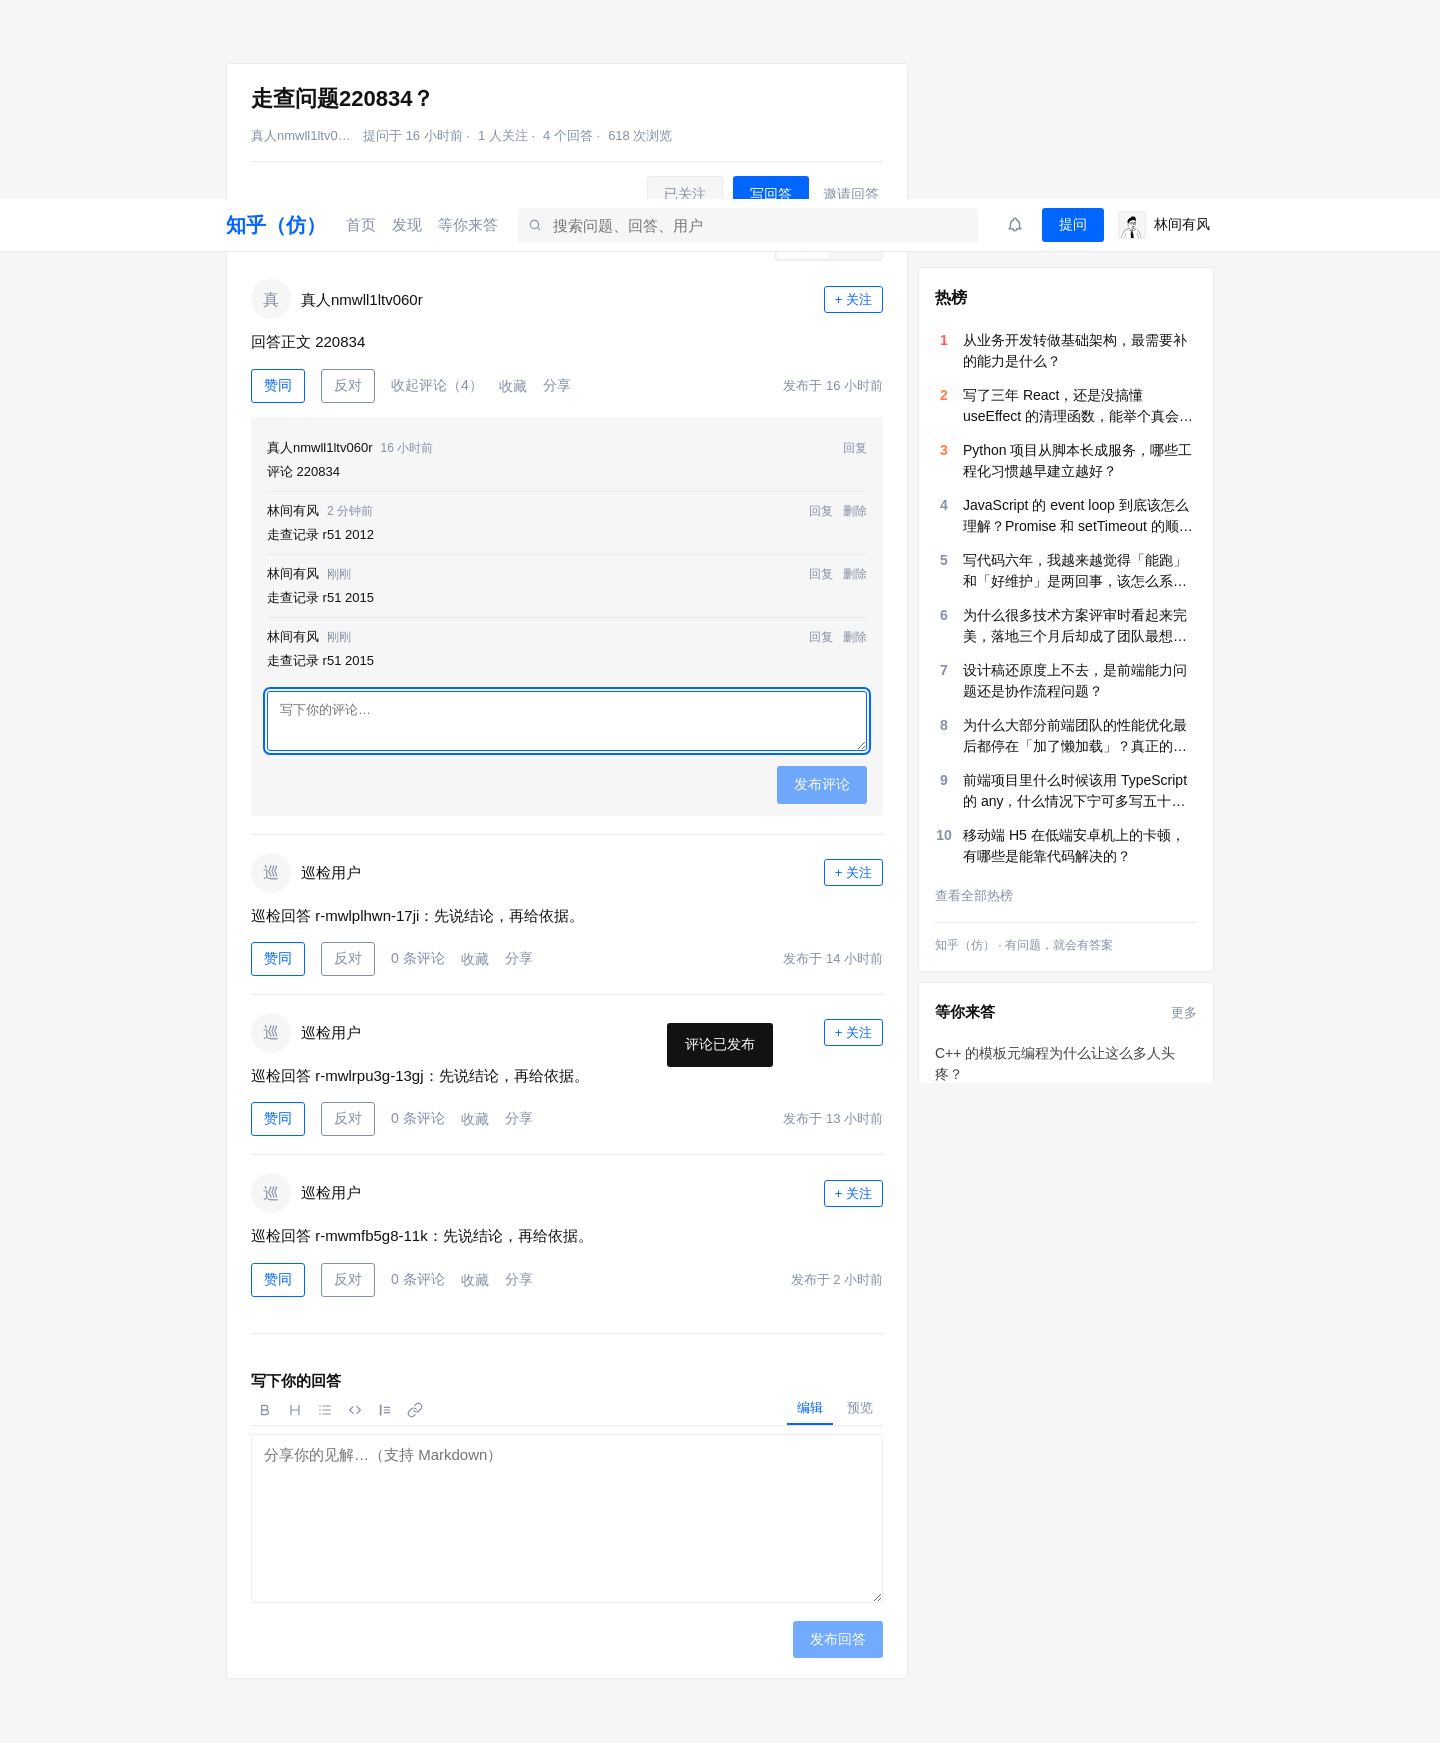 走查问题220834？
真人nmwll1ltv0… 提问于 16 小时前 · 1 人关注 · 4 个回答 · 618 次浏览
已关注 写回答 邀请回答
知乎（仿） 首页 发现 等你来答 搜索问题、回答、用户 提问 林间有风
真 真人nmwll1ltv060r + 关注
回答正文 220834
赞同 反对 收起评论（4） 收藏 分享 发布于 16 小时前
真人nmwll1ltv060r 16 小时前 回复
评论 220834
林间有风 2 分钟前 回复 删除
走查记录 r51 2012
林间有风 刚刚 回复 删除
走查记录 r51 2015
林间有风 刚刚 回复 删除
走查记录 r51 2015
写下你的评论…
发布评论
巡 巡检用户 + 关注
巡检回答 r-mwlplhwn-17ji：先说结论，再给依据。
赞同 反对 0 条评论 收藏 分享 发布于 14 小时前
巡 巡检用户 + 关注
评论已发布
巡检回答 r-mwlrpu3g-13gj：先说结论，再给依据。
赞同 反对 0 条评论 收藏 分享 发布于 13 小时前
巡 巡检用户 + 关注
巡检回答 r-mwmfb5g8-11k：先说结论，再给依据。
赞同 反对 0 条评论 收藏 分享 发布于 2 小时前
写下你的回答
编辑 预览
分享你的见解…（支持 Markdown）
发布回答
热榜
1 从业务开发转做基础架构，最需要补
的能力是什么？
2 写了三年 React，还是没搞懂
useEffect 的清理函数，能举个真会…
3 Python 项目从脚本长成服务，哪些工
程化习惯越早建立越好？
4 JavaScript 的 event loop 到底该怎么
理解？Promise 和 setTimeout 的顺…
5 写代码六年，我越来越觉得「能跑」
和「好维护」是两回事，该怎么系…
6 为什么很多技术方案评审时看起来完
美，落地三个月后却成了团队最想…
7 设计稿还原度上不去，是前端能力问
题还是协作流程问题？
8 为什么大部分前端团队的性能优化最
后都停在「加了懒加载」？真正的…
9 前端项目里什么时候该用 TypeScript
的 any，什么情况下宁可多写五十…
10 移动端 H5 在低端安卓机上的卡顿，
有哪些是能靠代码解决的？
查看全部热榜
知乎（仿） · 有问题，就会有答案
等你来答 更多
C++ 的模板元编程为什么让这么多人头
疼？